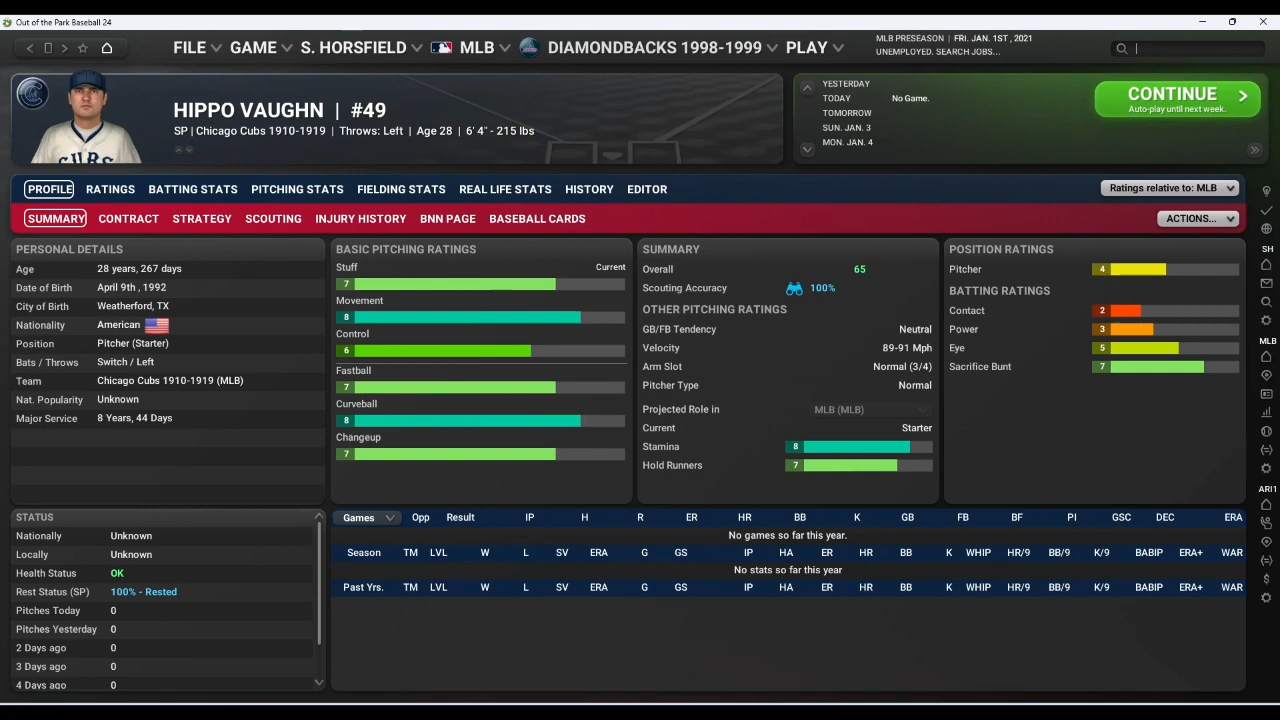 Out of the Park Baseball 24
FILE GAME S. HORSFIELD MLB DIAMONDBACKS 1998-1999 PLAY
MLB PRESEASON | FRI. JAN. 1ST, 2021
UNEMPLOYED. SEARCH JOBS...
HIPPO VAUGHN | #49
SP | Chicago Cubs 1910-1919 | Throws: Left | Age 28 | 6' 4" - 215 lbs
CUBS
YESTERDAY
TODAY No Game.
TOMORROW
SUN. JAN. 3
MON. JAN. 4
CONTINUE
Auto-play until next week.
PROFILE RATINGS BATTING STATS PITCHING STATS FIELDING STATS REAL LIFE STATS HISTORY EDITOR
Ratings relative to: MLB
SUMMARY CONTRACT STRATEGY SCOUTING INJURY HISTORY BNN PAGE BASEBALL CARDS
ACTIONS...
PERSONAL DETAILS
Age 28 years, 267 days
Date of Birth April 9th , 1992
City of Birth Weatherford, TX
Nationality American
Position Pitcher (Starter)
Bats / Throws Switch / Left
Team Chicago Cubs 1910-1919 (MLB)
Nat. Popularity Unknown
Major Service 8 Years, 44 Days
BASIC PITCHING RATINGS
Stuff Current
7
Movement
8
Control
6
Fastball
7
Curveball
8
Changeup
7
SUMMARY
Overall 65
Scouting Accuracy 100%
OTHER PITCHING RATINGS
GB/FB Tendency Neutral
Velocity 89-91 Mph
Arm Slot Normal (3/4)
Pitcher Type Normal
Projected Role in MLB (MLB)
Current Starter
Stamina 8
Hold Runners 7
POSITION RATINGS
Pitcher 4
BATTING RATINGS
Contact 2
Power 3
Eye 5
Sacrifice Bunt 7
STATUS
Nationally Unknown
Locally Unknown
Health Status OK
Rest Status (SP) 100% - Rested
Pitches Today 0
Pitches Yesterday 0
2 Days ago 0
3 Days ago 0
4 Days ago 0
Games Opp Result IP H R ER HR BB K GB FB BF PI GSC DEC ERA
No games so far this year.
Season TM LVL W L SV ERA G GS IP HA ER HR BB K WHIP HR/9 BB/9 K/9 BABIP ERA+ WAR
No stats so far this year
Past Yrs. TM LVL W L SV ERA G GS IP HA ER HR BB K WHIP HR/9 BB/9 K/9 BABIP ERA+ WAR
SH
MLB
ARI1